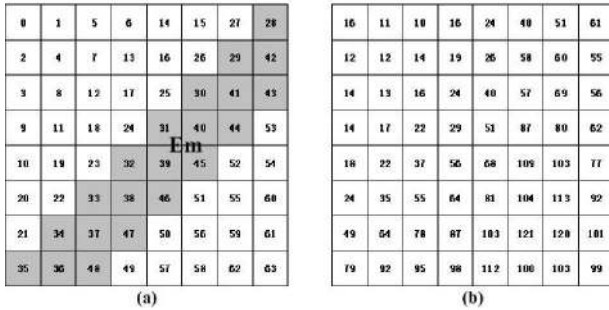 0 1 5 6 14 15 27 28
2 4 7 13 16 26 29 42
3 8 12 17 25 30 41 43
9 11 18 24 31 40 44 53
Em
10 19 23 32 39 45 52 54
20 22 33 38 46 51 55 60
21 34 37 47 50 56 59 61
35 36 48 49 57 58 62 63
(a)
16 11 10 16 24 40 51 61
12 12 14 19 26 58 60 55
14 13 16 24 40 57 69 56
14 17 22 29 51 87 80 62
18 22 37 56 68 109 103 77
24 35 55 64 81 104 113 92
49 64 78 87 103 121 120 101
79 92 95 98 112 100 103 99
(b)